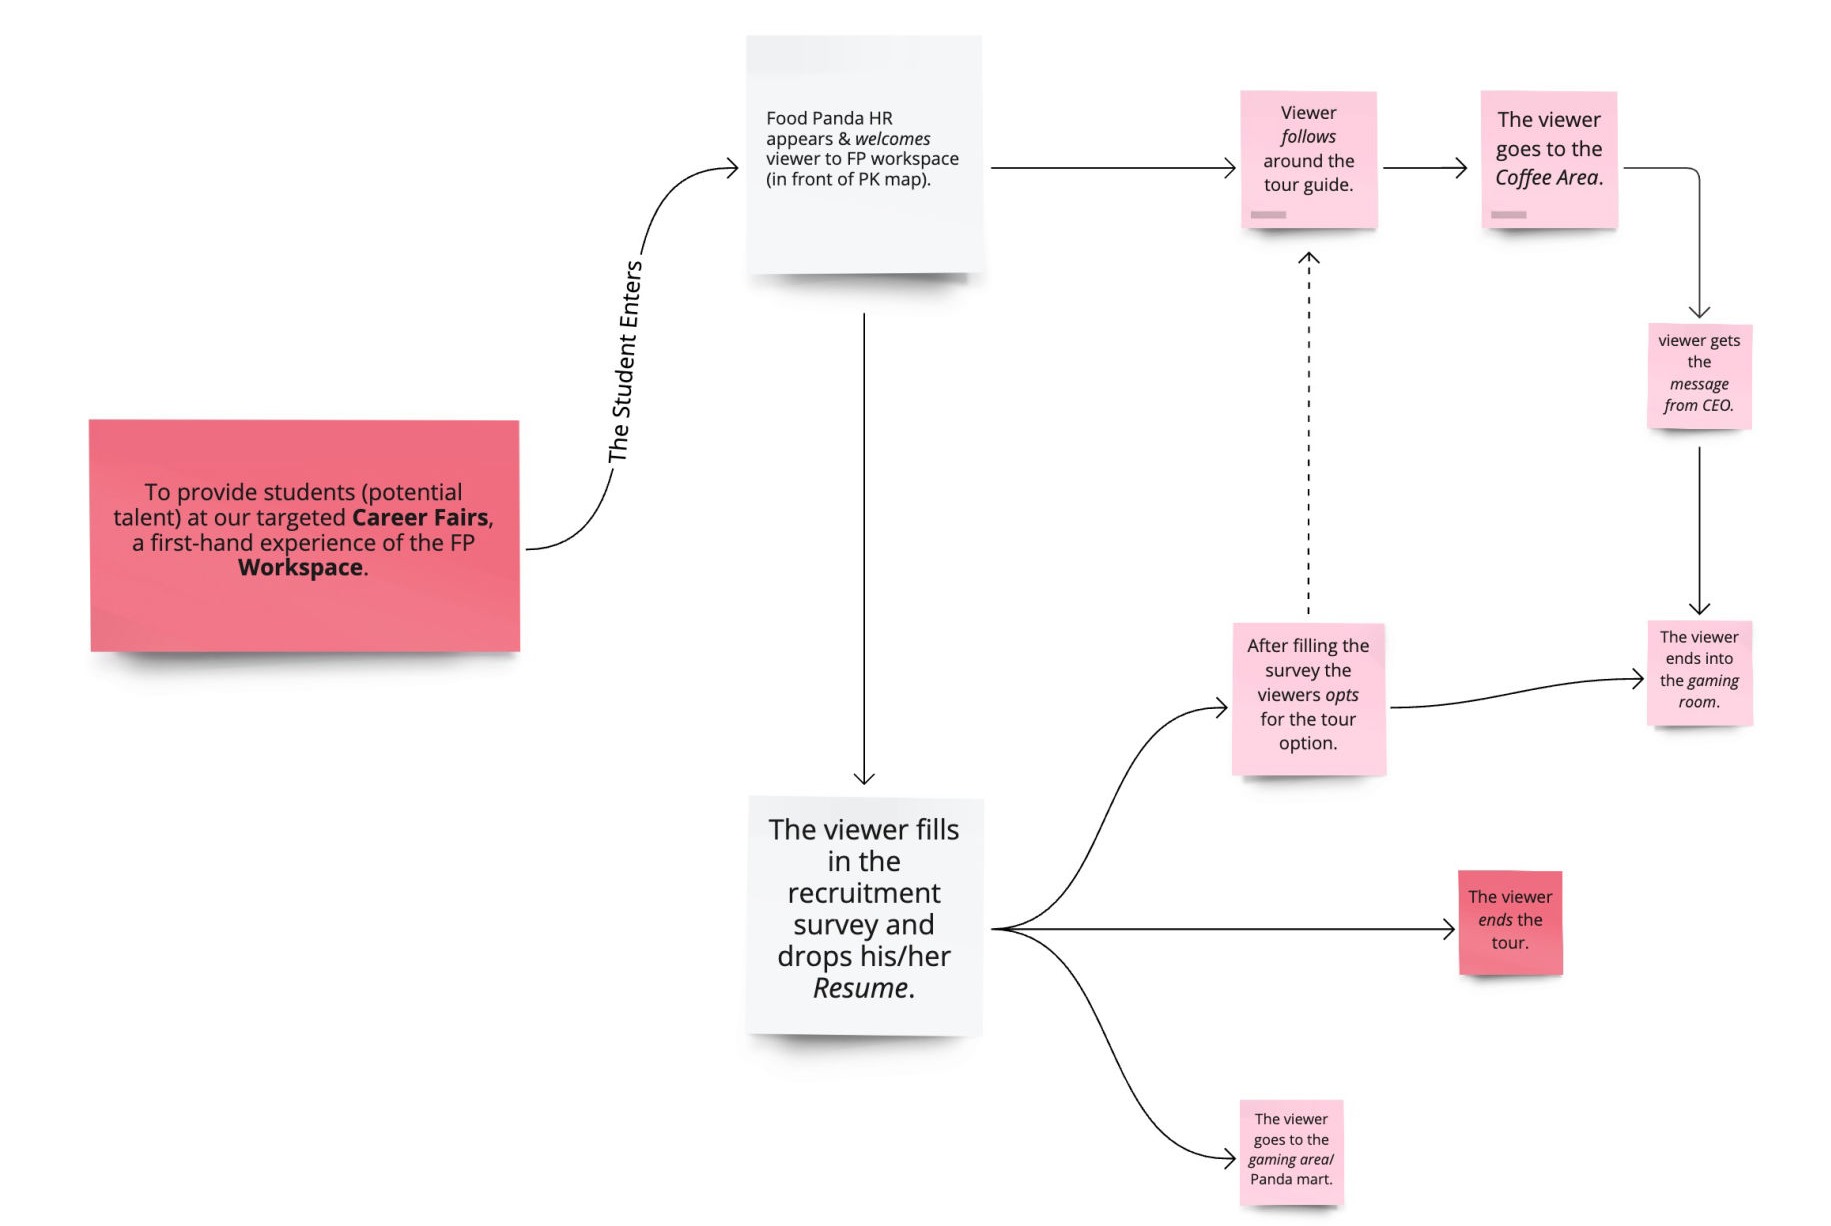 Food Panda HR
appears & welcomes
viewer to FP workspace
(in front of PK map).
Viewer
follows
around the
tour guide.
The viewer
goes to the
Coffee Area.
The Student Enters
viewer gets
the
message
from CEO.
To provide students (potential
talent) at our targeted Career Fairs,
a first-hand experience of the FP
Workspace.
After filling the
survey the
viewers opts
for the tour
option.
The viewer
ends into
the gaming
room.
The viewer fills
in the
recruitment
survey and
drops his/her
Resume.
The viewer
ends the
tour.
The viewer
goes to the
gaming area/
Panda mart.